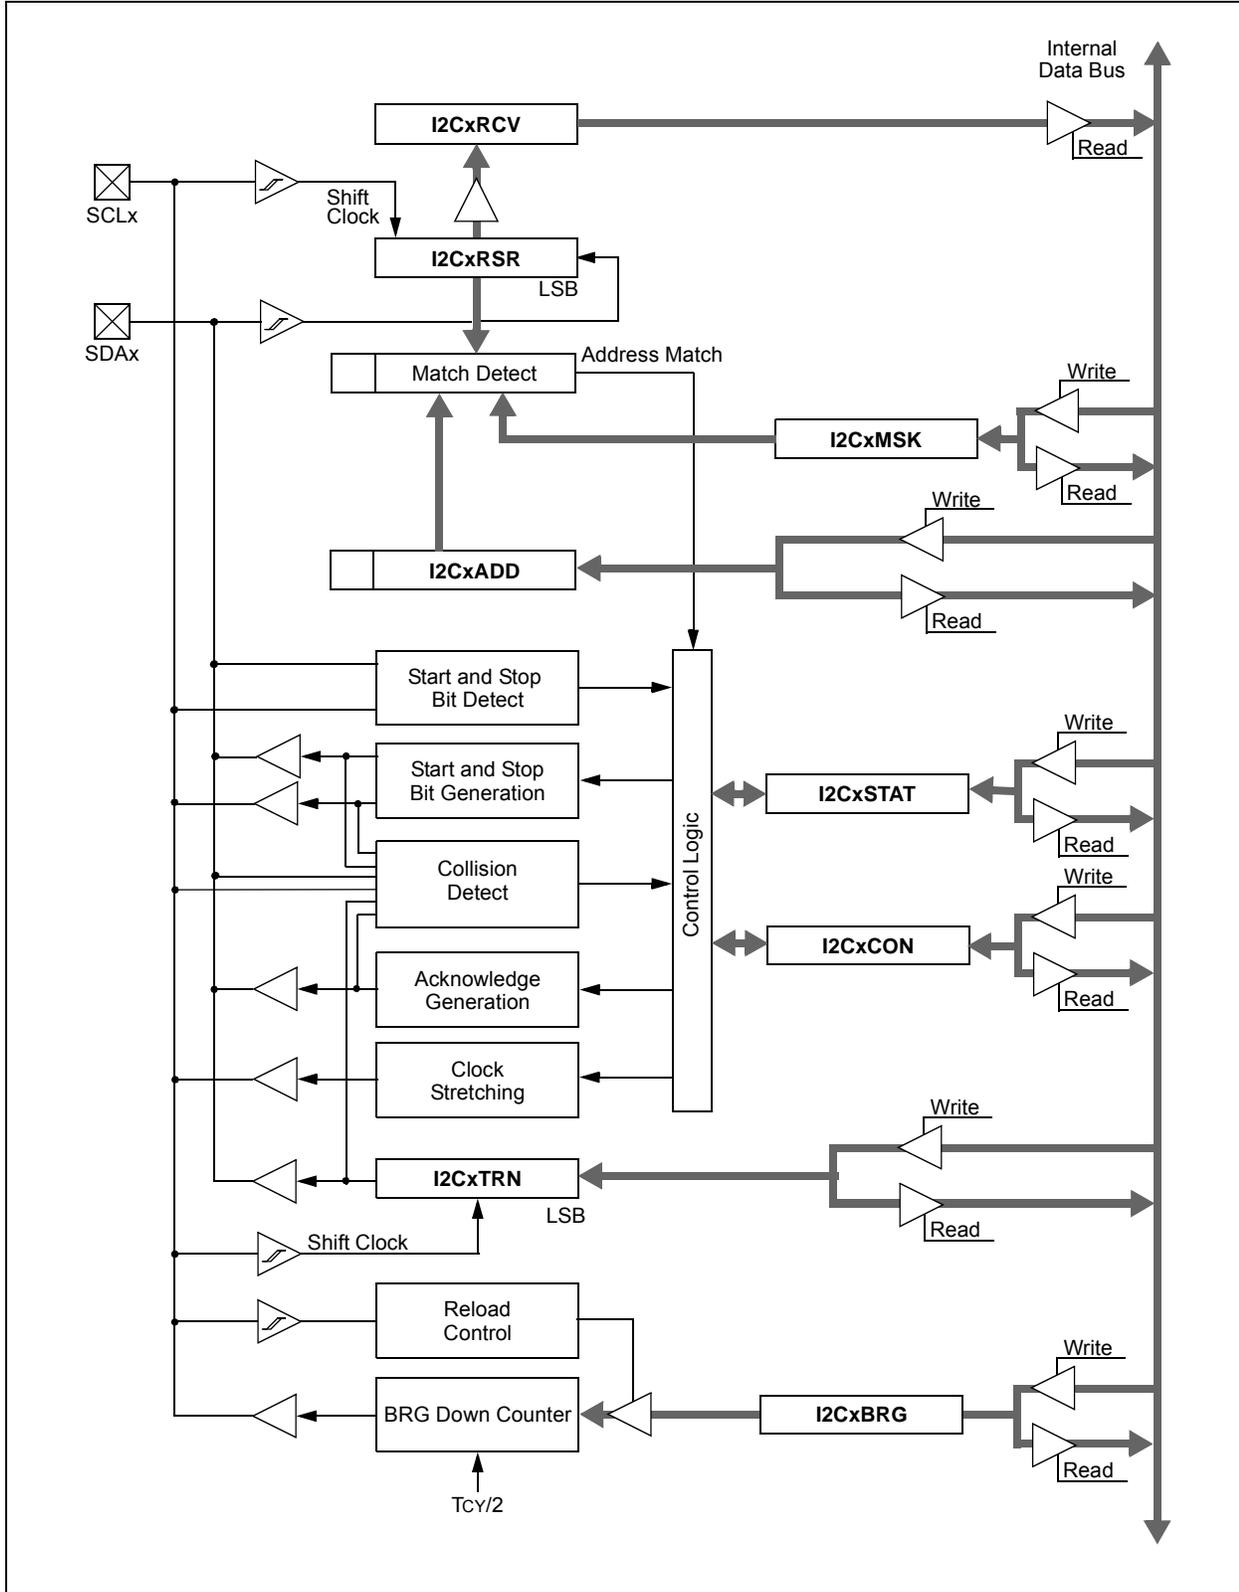 Internal
Data Bus
I2CxRCV
Read
SCLx
Shift
Clock
I2CxRSR
LSB
SDAx
Match Detect
Address Match
Write
I2CxMSK
Read
Write
I2CxADD
Read
Start and Stop
Bit Detect
Write
Start and Stop
Bit Generation
I2CxSTAT
Read
Control Logic
Collision
Detect
Write
I2CxCON
Read
Acknowledge
Generation
Clock
Stretching
Write
I2CxTRN
LSB
Read
Shift Clock
Reload
Control
Write
BRG Down Counter
I2CxBRG
Read
TCY/2